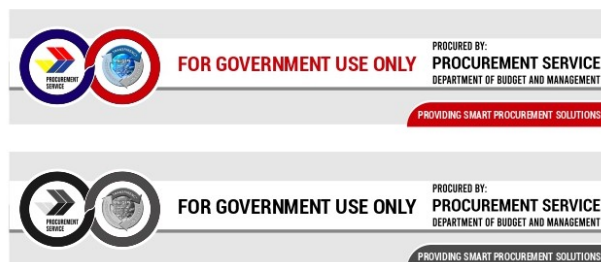 PROCUREMENT
SERVICE
FOR GOVERNMENT USE ONLY
PROCURED BY:
PROCUREMENT SERVICE
DEPARTMENT OF BUDGET AND MANAGEMENT
PROVIDING SMART PROCUREMENT SOLUTIONS
PROCUREMENT
SERVICE
FOR GOVERNMENT USE ONLY
PROCURED BY:
PROCUREMENT SERVICE
DEPARTMENT OF BUDGET AND MANAGEMENT
PROVIDING SMART PROCUREMENT SOLUTIONS